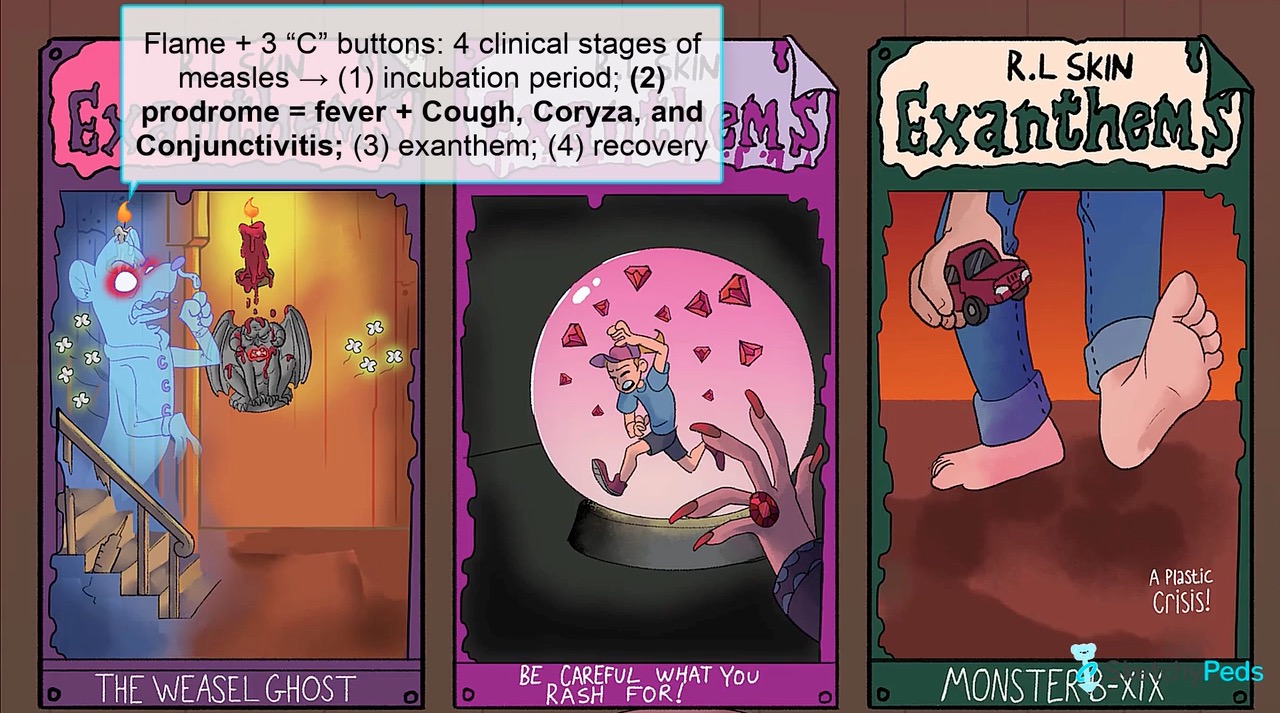 Flame + 3 “C” buttons: 4 clinical stages of
measles → (1) incubation period; (2)
prodrome = fever + Cough, Coryza, and
Conjunctivitis; (3) exanthem; (4) recovery
R.L SKIN
Exanthems
C
C
C
C
THE WEASEL GHOST
BE CAREFUL WHAT YOU
RASH FOR!
A PLASTIC
CRISIS!
MONSTER B-XIX
Peds